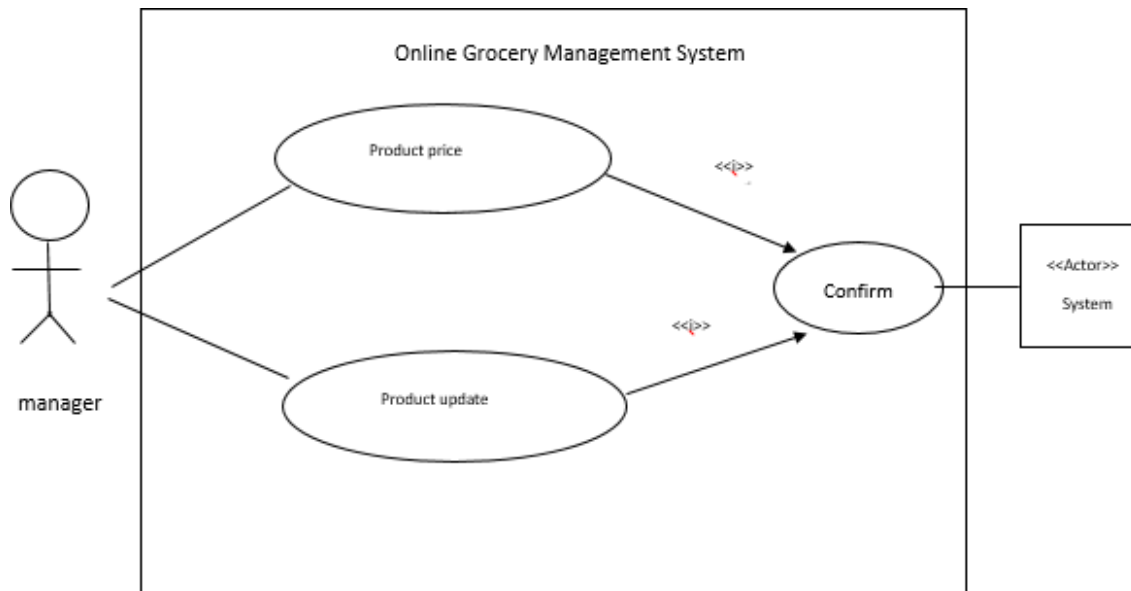 Online Grocery Management System
Product price
<<i>>
<<Actor>>
System
Confirm
<<i>>
Product update
manager